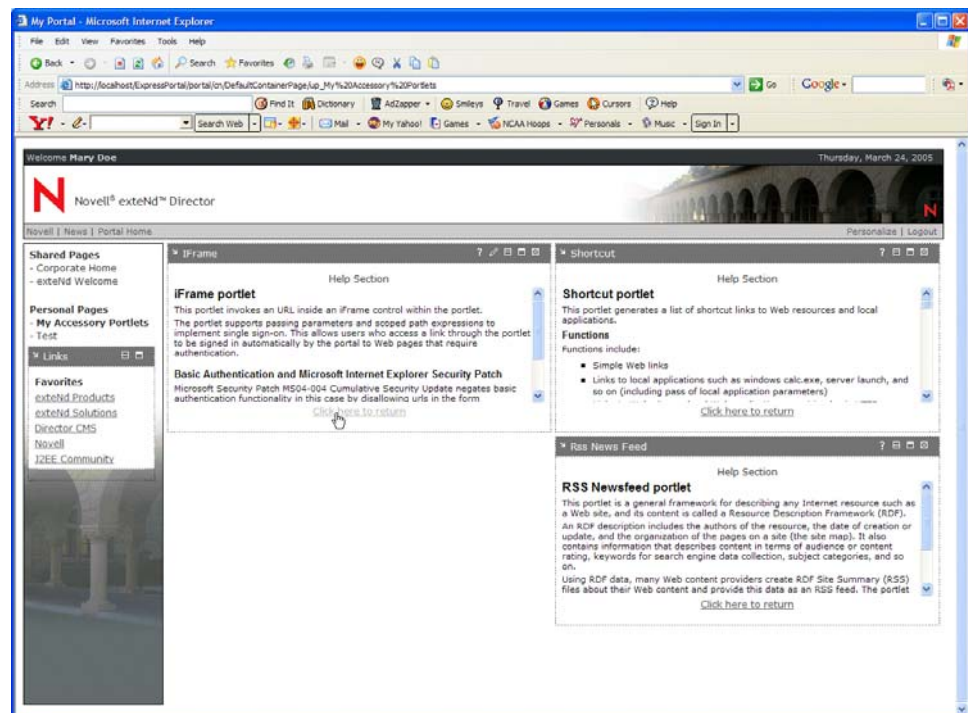 My Portal - Microsoft Internet Explorer
File Edit View Favorites Tools Help
Back Search Favorites
Address http://localhost/ExpressPortal/portal/cn/DefaultContainerPage/up_My%20Accessory%20Portlets Go Google
Search Find It Dictionary AdZapper Smileys Travel Games Cursors Help
Y! Search Web Mail My Yahoo! Games NCAA Hoops Personals Music Sign In
Welcome Mary Doe Thursday, March 24, 2005
N Novell® exteNd™ Director
N
Novell | News | Portal Home Personalize | Logout
Shared Pages
- Corporate Home
- exteNd Welcome
Personal Pages
- My Accessory Portlets
- Test
Links
Favorites
exteNd Products
exteNd Solutions
Director CMS
Novell
J2EE Community
IFrame ?
Help Section
iFrame portlet
This portlet invokes an URL inside an iFrame control within the portlet.
The portlet supports passing parameters and scoped path expressions to
implement single sign-on. This allows users who access a link through the portlet
to be signed in automatically by the portal to Web pages that require
authentication.
Basic Authentication and Microsoft Internet Explorer Security Patch
Microsoft Security Patch MS04-004 Cumulative Security Update negates basic
authentication functionality in this case by disallowing urls in the form
Click here to return
Shortcut ?
Help Section
Shortcut portlet
This portlet generates a list of shortcut links to Web resources and local
applications.
Functions
Functions include:
▪ Simple Web links
▪ Links to local applications such as windows calc.exe, server launch, and
so on (including pass of local application parameters)
Click here to return
Rss News Feed ?
Help Section
RSS Newsfeed portlet
This portlet is a general framework for describing any Internet resource such as
a Web site, and its content is called a Resource Description Framework (RDF).
An RDF description includes the authors of the resource, the date of creation or
update, and the organization of the pages on a site (the site map). It also
contains information that describes content in terms of audience or content
rating, keywords for search engine data collection, subject categories, and so
on.
Using RDF data, many Web content providers create RDF Site Summary (RSS)
files about their Web content and provide this data as an RSS feed. The portlet
Click here to return